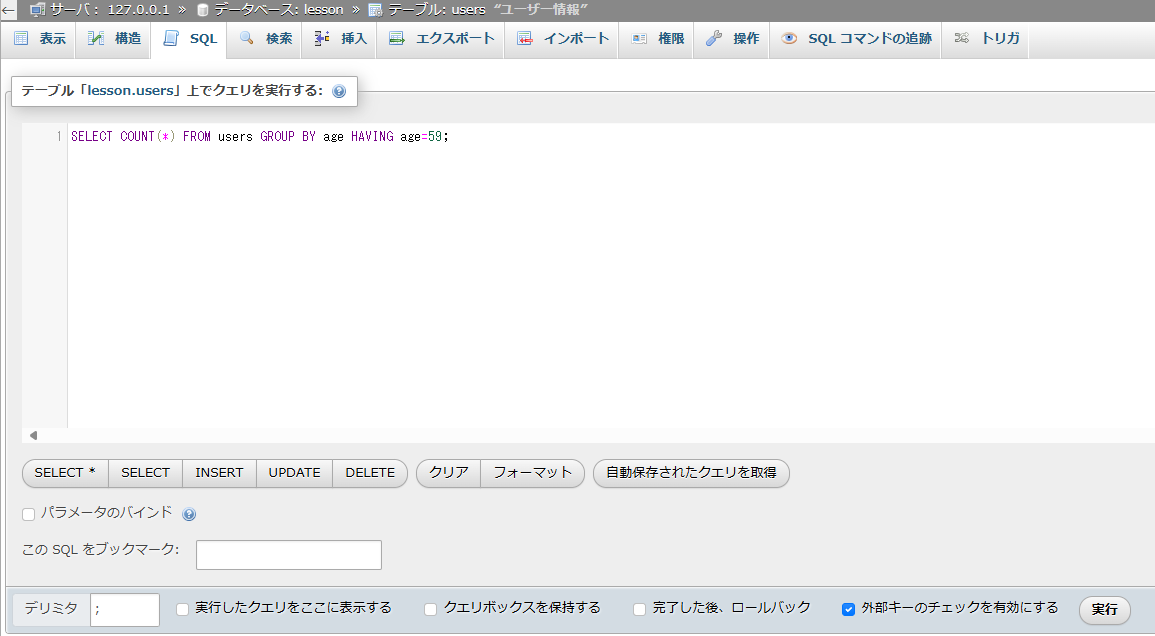 サーバ: 127.0.0.1 » データベース: lesson » テーブル: users “ユーザー情報”
表示 構造 SQL 検索 挿入 エクスポート インポート 権限 操作 SQL コマンドの追跡 トリガ
テーブル「lesson.users」上でクエリを実行する:
1 SELECT COUNT(*) FROM users GROUP BY age HAVING age=59;
SELECT * SELECT INSERT UPDATE DELETE クリア フォーマット 自動保存されたクエリを取得
パラメータのバインド
この SQL をブックマーク:
デリミタ ; 実行したクエリをここに表示する クエリボックスを保持する 完了した後、ロールバック 外部キーのチェックを有効にする 実行